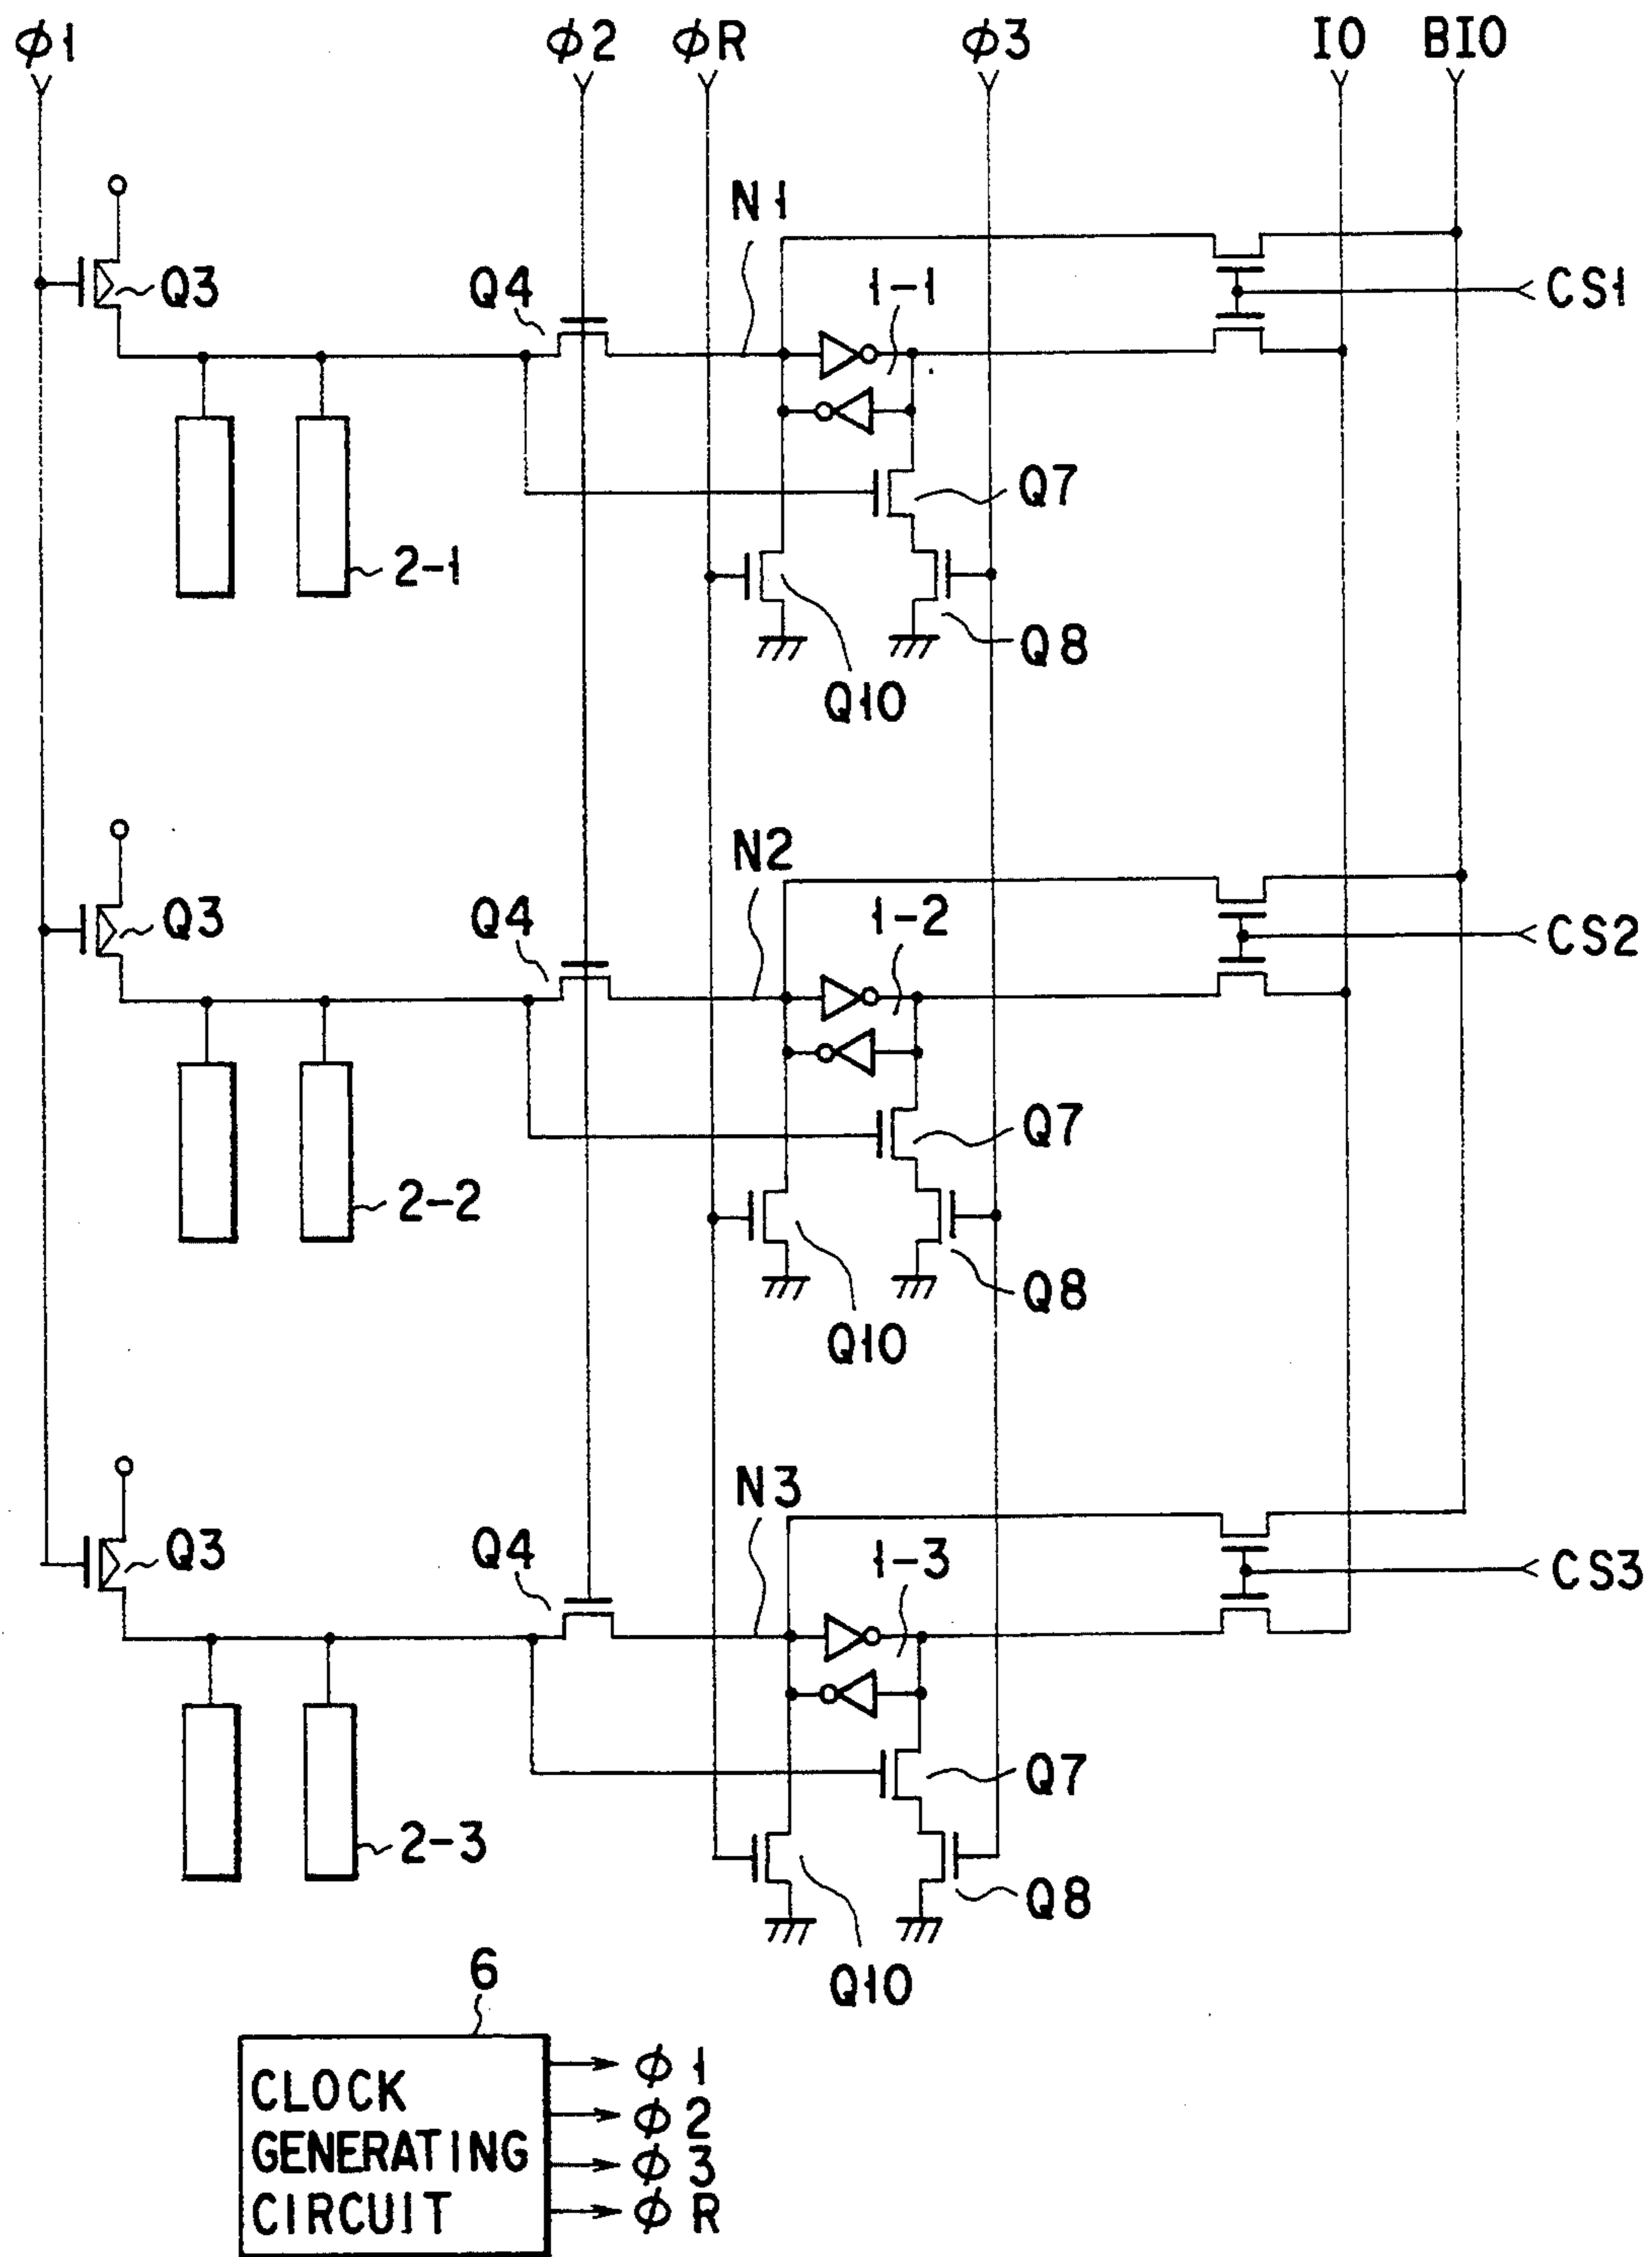 ϕ1 ϕ2 ϕR ϕ3 IO BIO
N1
Q3 Q4 1-1 CS1
Q7
2-1
Q8
Q10
N2
Q3 Q4 1-2 CS2
Q7
2-2
Q8
Q10
N3
Q3 Q4 1-3 CS3
Q7
2-3
Q8
Q10
6
CLOCK
GENERATING
CIRCUIT
ϕ1
ϕ2
ϕ3
ϕR